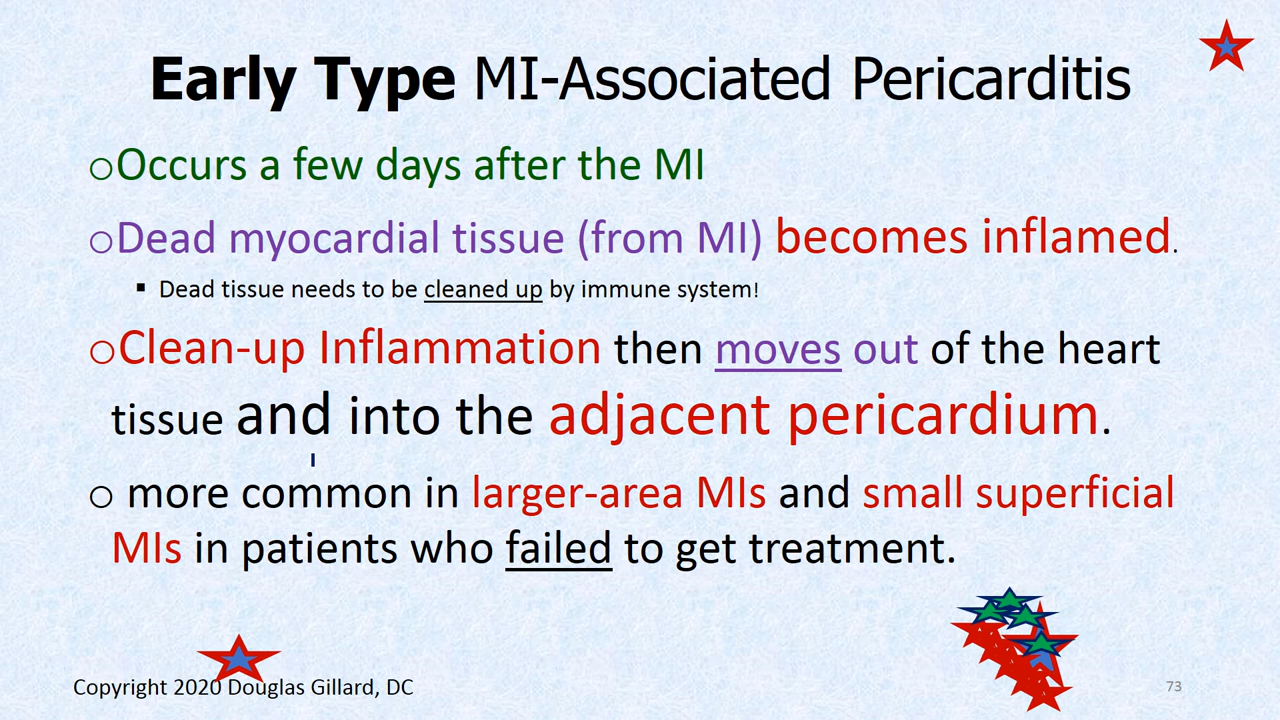 Early Type MI-Associated Pericarditis
Occurs a few days after the MI
Dead myocardial tissue (from MI) becomes inflamed.
Dead tissue needs to be cleaned up by immune system!
Clean-up Inflammation then moves out of the heart
tissue and into the adjacent pericardium.
more common in larger-area MIs and small superficial
MIs in patients who failed to get treatment.
Copyright 2020 Douglas Gillard, DC
73